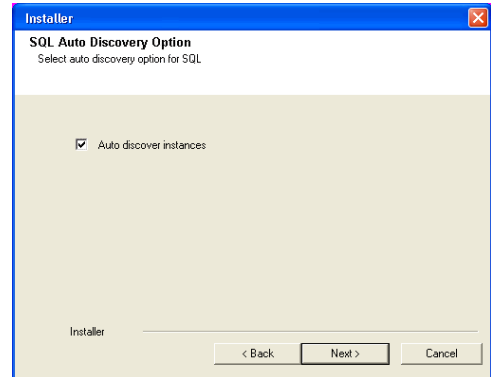 Installer
SQL Auto Discovery Option
Select auto discovery option for SQL
Auto discover instances
Installer
< Back
Next >
Cancel